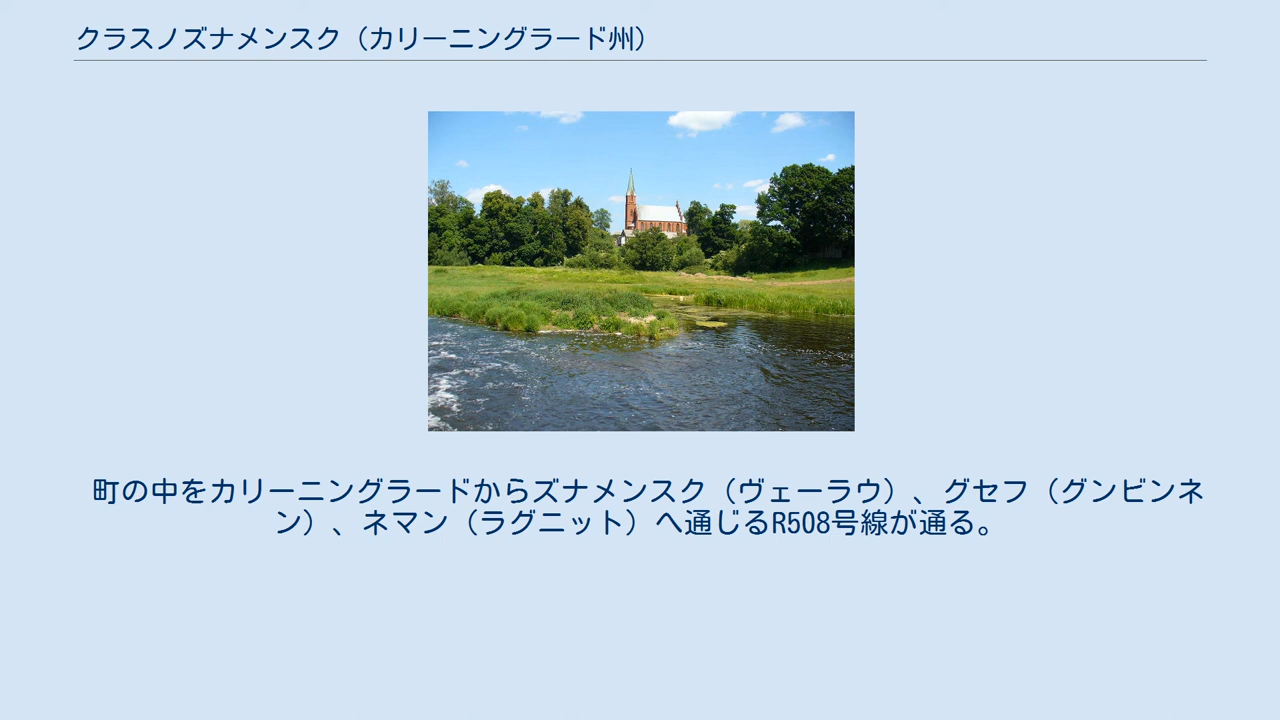 クラスノズナメンスク（カリーニングラード州）
町の中をカリーニングラードからズナメンスク（ヴェーラウ）、グセフ（グンビンネ
ン）、ネマン（ラグニット）へ通じるR508号線が通る。